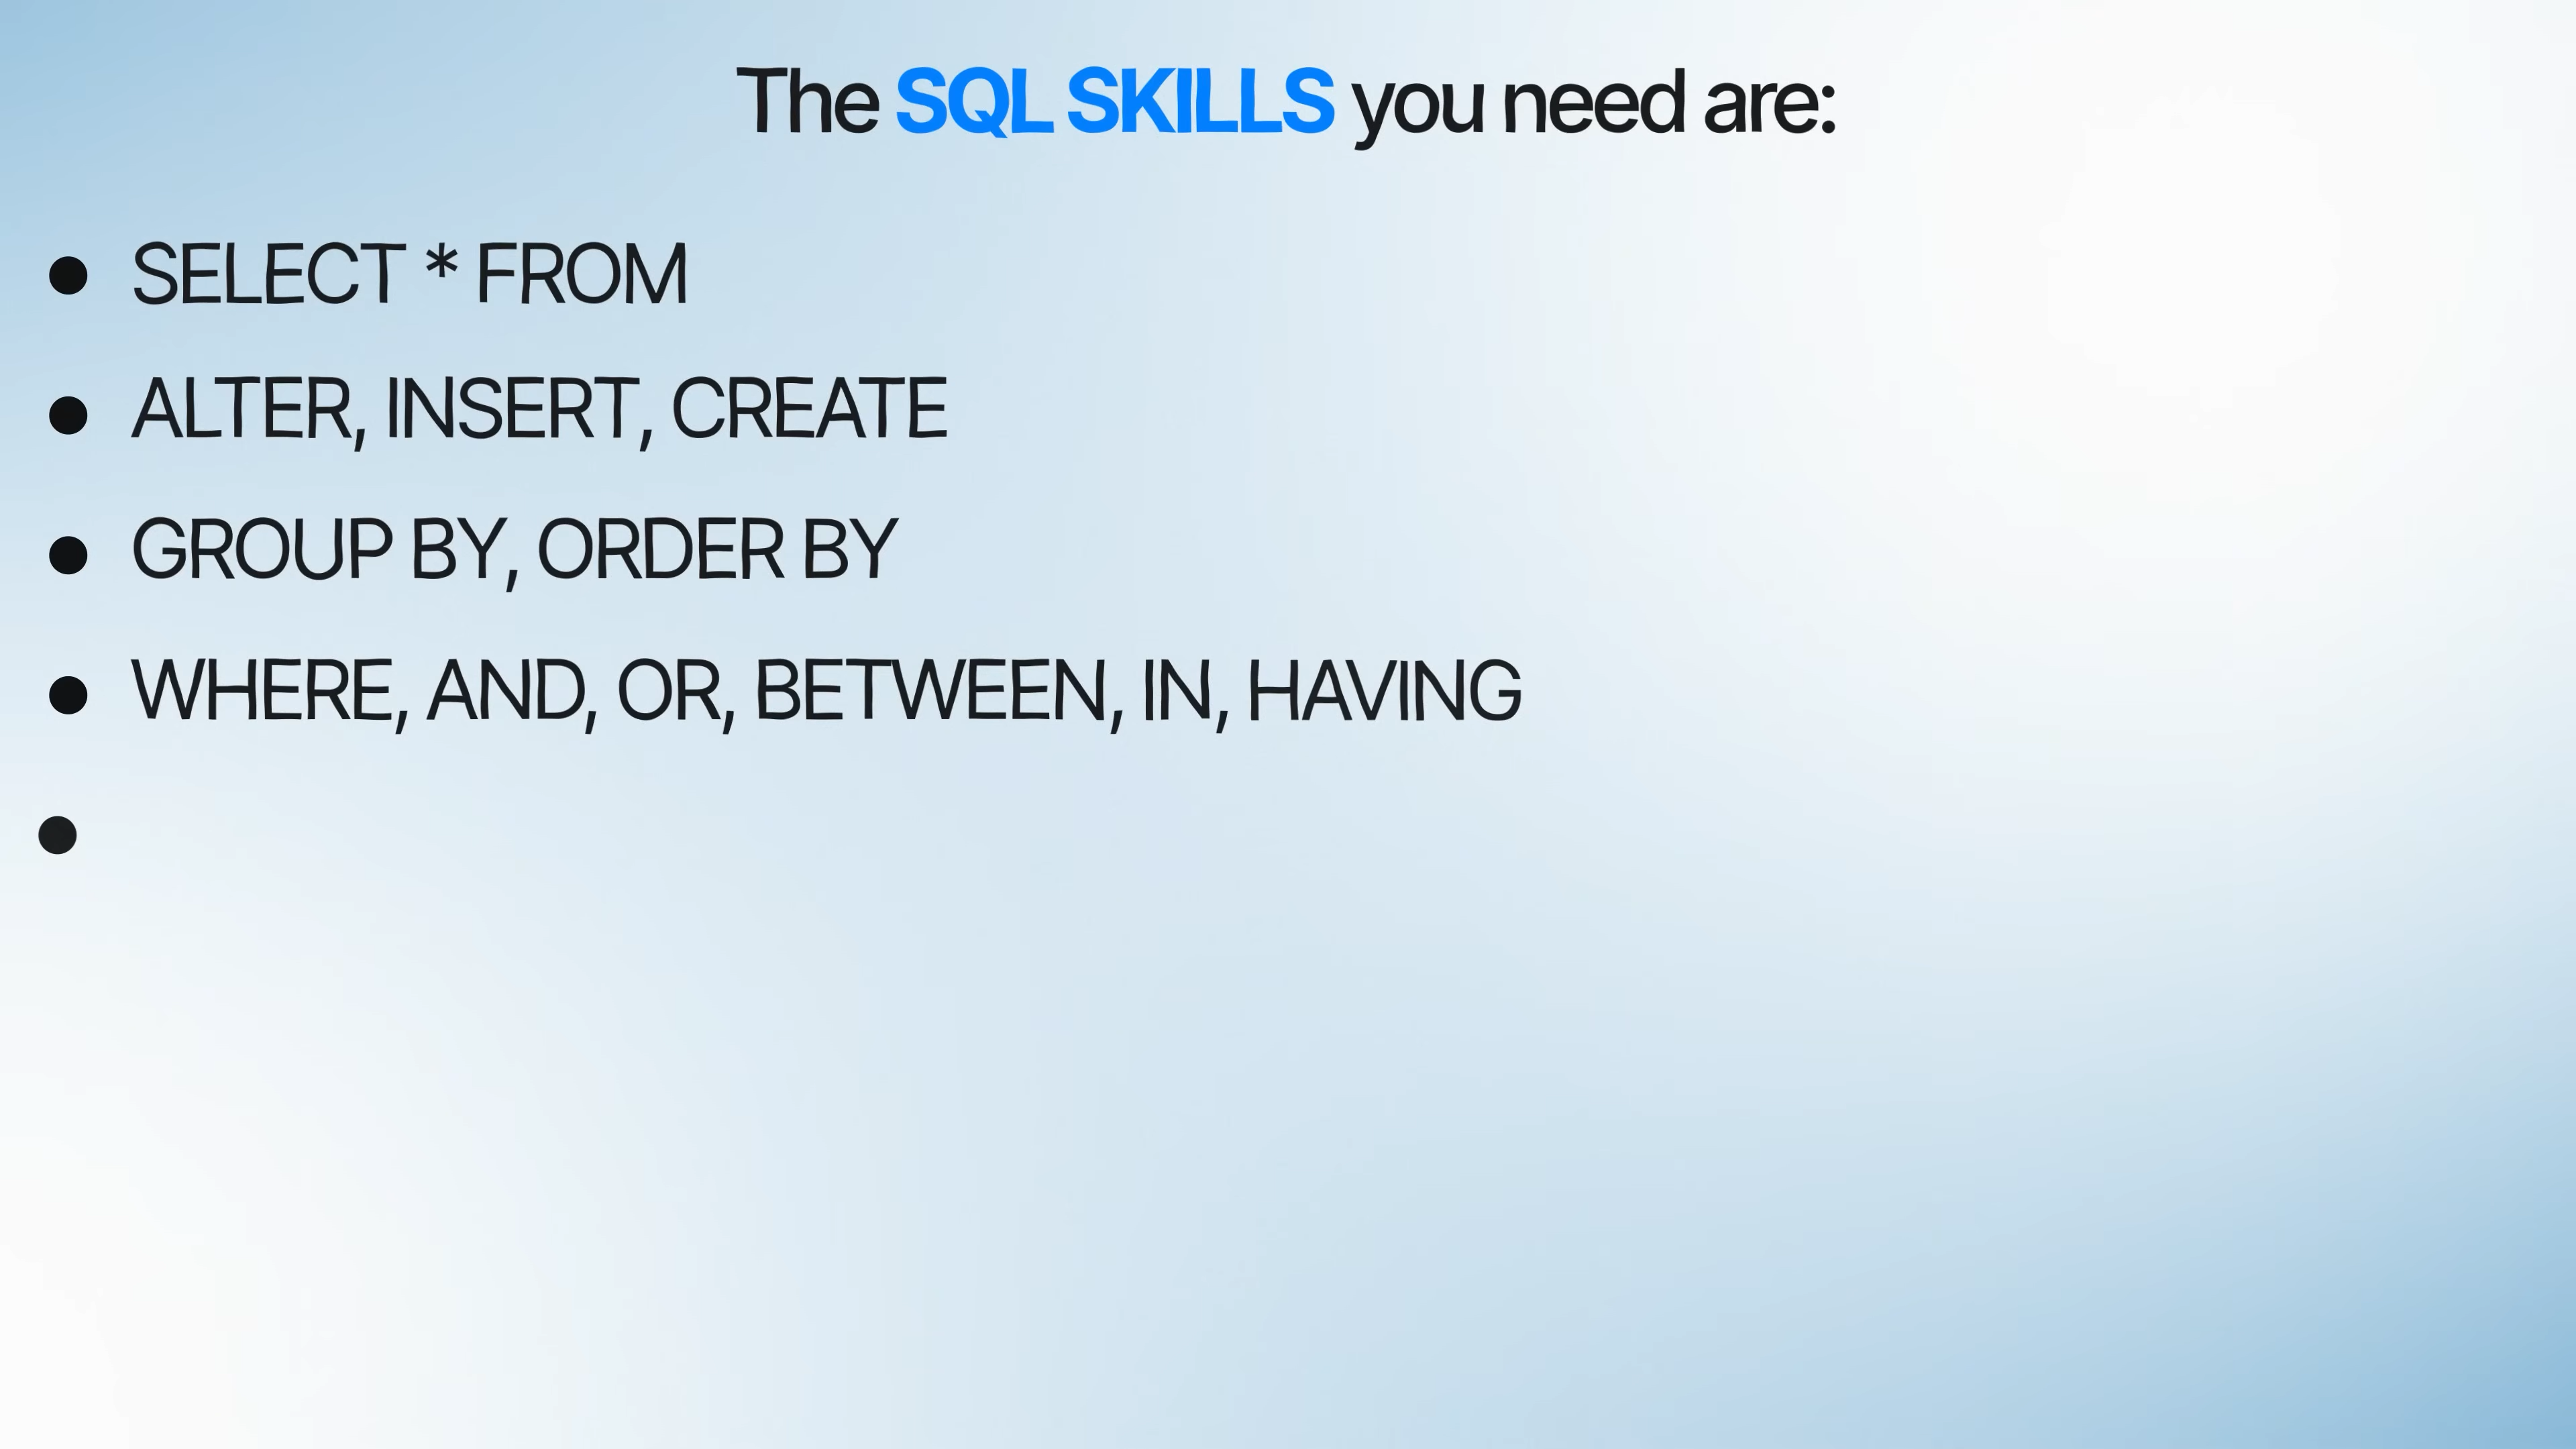 The SQL SKILLS you need are:
• SELECT * FROM
• ALTER, INSERT, CREATE
• GROUP BY, ORDER BY
• WHERE, AND, OR, BETWEEN, IN, HAVING
•